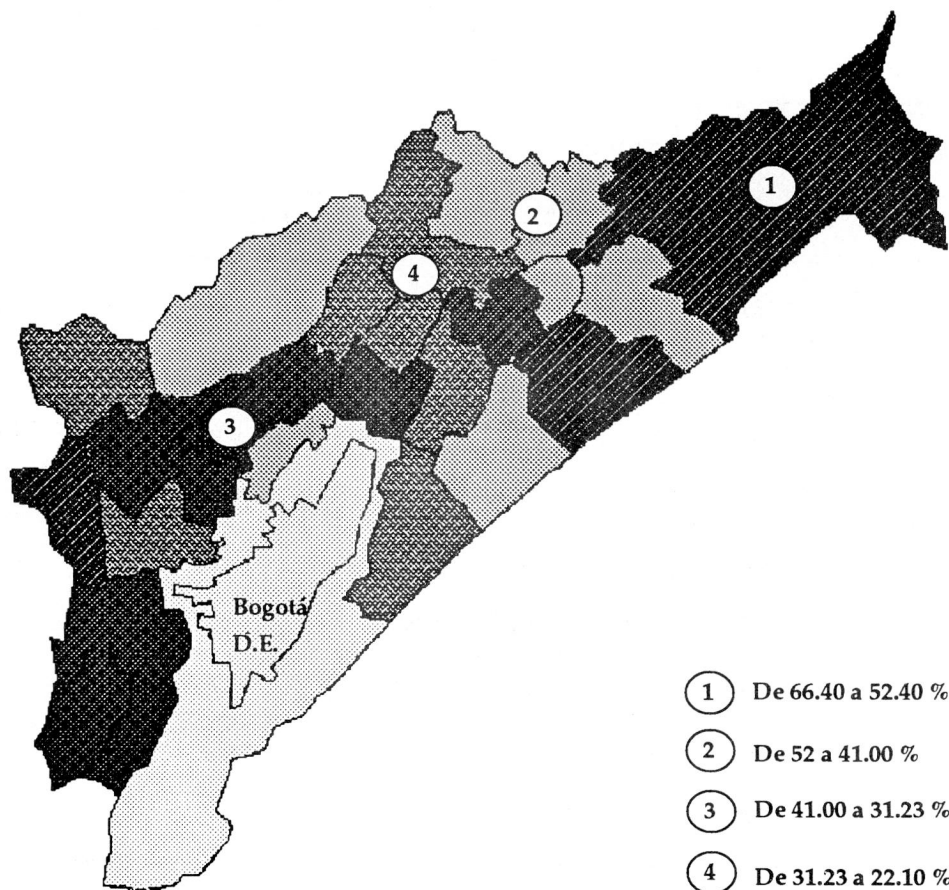 1
2
4
3
Bogotá
D.E.
1 De 66.40 a 52.40 %
2 De 52 a 41.00 %
3 De 41.00 a 31.23 %
4 De 31.23 a 22.10 %